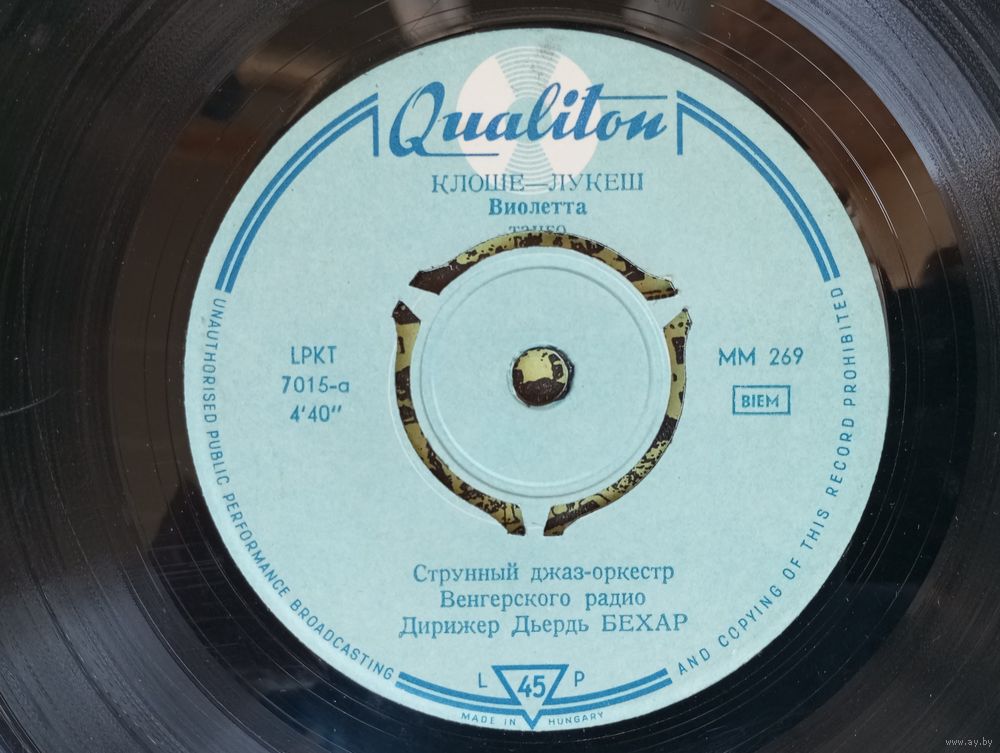 Qualiton
КЛОШЕ—ЛУКЕШ
Виолетта
танго
LPKT
7015-a
4'40"
MM 269
BIEM
Струнный джаз-оркестр
Венгерского радио
Дирижер Дьердь БЕХАР
L 45 P
MADE IN HUNGARY
UNAUTHORISED PUBLIC PERFORMANCE BROADCASTING AND COPYING OF THIS RECORD PROHIBITED
www.ay.by